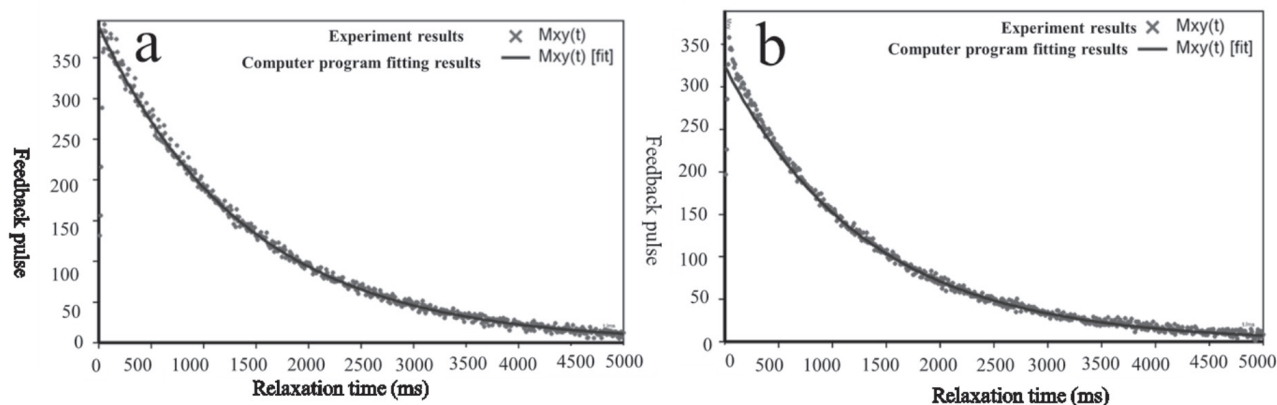 a
Experiment results × Mxy(t)
Computer program fitting results — Mxy(t) [fit]
350
300
250
200
150
100
50
0
Feedback pulse
0 500 1000 1500 2000 2500 3000 3500 4000 4500 5000
Relaxation time (ms)
b
Experiment results × Mxy(t)
Computer program fitting results — Mxy(t) [fit]
350
300
250
200
150
100
50
0
Feedback pulse
0 500 1000 1500 2000 2500 3000 3500 4000 4500 5000
Relaxation time (ms)